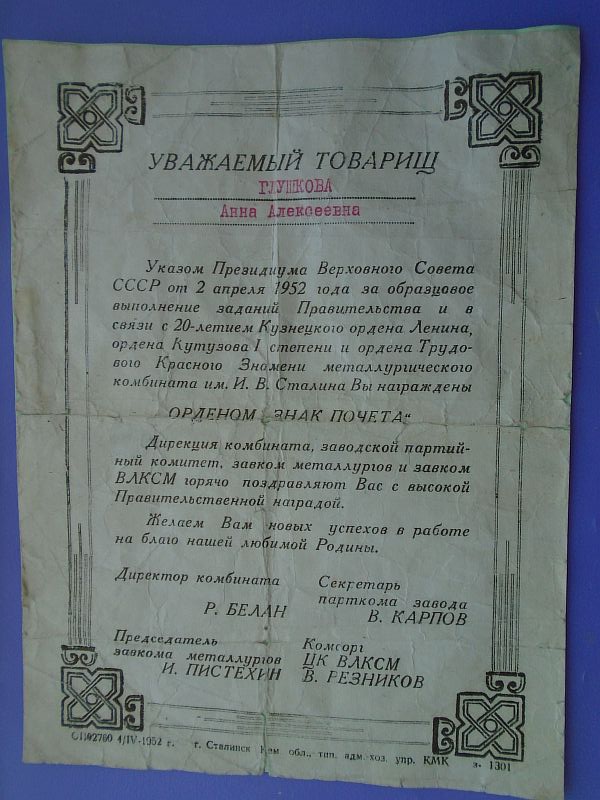 УВАЖАЕМЫЙ ТОВАРИЩ
ГЛУШКОВА
Анна Алексеевна
Указом Президиума Верховного Совета
СССР от 2 апреля 1952 года за образцовое
выполнение заданий Правительства и в
связи с 20-летием Кузнецкого ордена Ленина,
ордена Кутузова I степени и ордена Трудо-
вого Красного Знамени металлургического
комбината им. И. В. Сталина Вы награждены
ОРДЕНОМ „ЗНАК ПОЧЕТА“
Дирекция комбината, заводской партий-
ный комитет, завком металлургов и завком
ВЛКСМ горячо поздравляют Вас с высокой
Правительственной наградой.
Желаем Вам новых успехов в работе
на благо нашей любимой Родины.
Директор комбината
Р. БЕЛАН
Секретарь
парткома завода
В. КАРПОВ
Председатель
завкома металлургов
И. ПИСТЕХИН
Комсорг
ЦК ВЛКСМ
В. РЕЗНИКОВ
4/IV-1952 г. г. Сталинск Кем. обл., тип. адм.-хоз. упр. КМК з. 1301